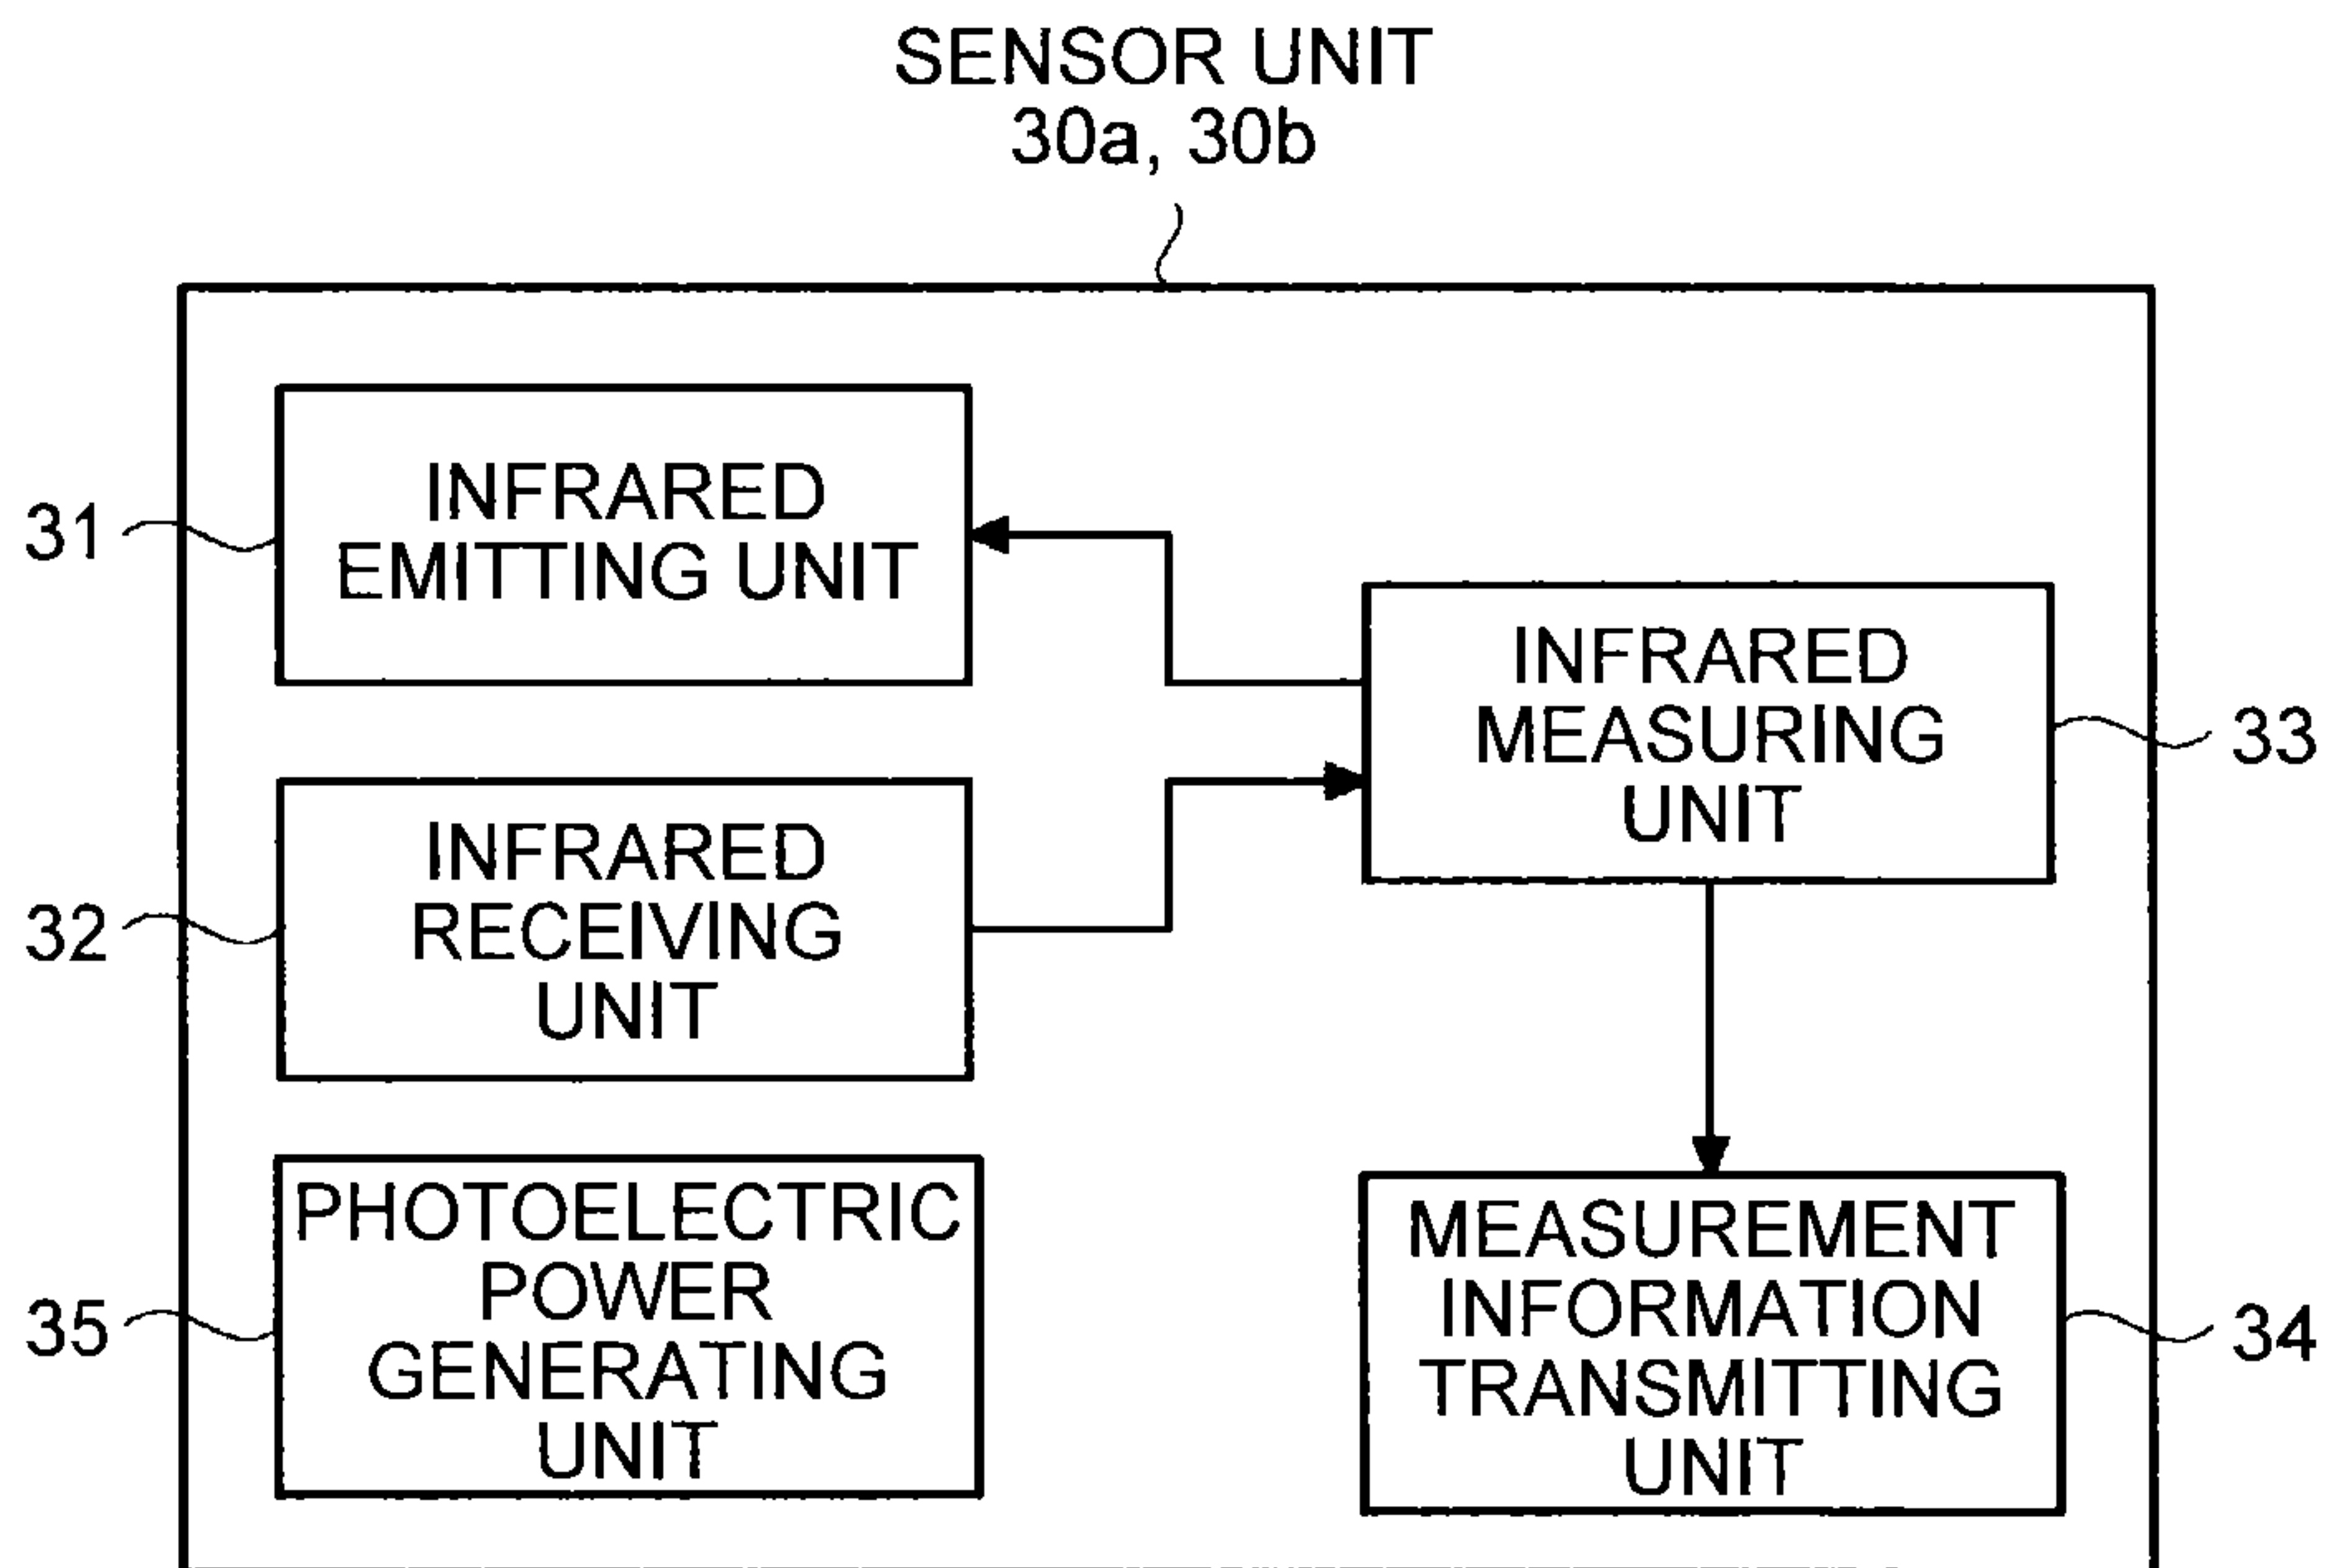 SENSOR UNIT
30a, 30b
31
INFRARED
EMITTING UNIT
INFRARED
MEASURING
UNIT
33
32
INFRARED
RECEIVING
UNIT
35
PHOTOELECTRIC
POWER
GENERATING
UNIT
MEASUREMENT
INFORMATION
TRANSMITTING
UNIT
34